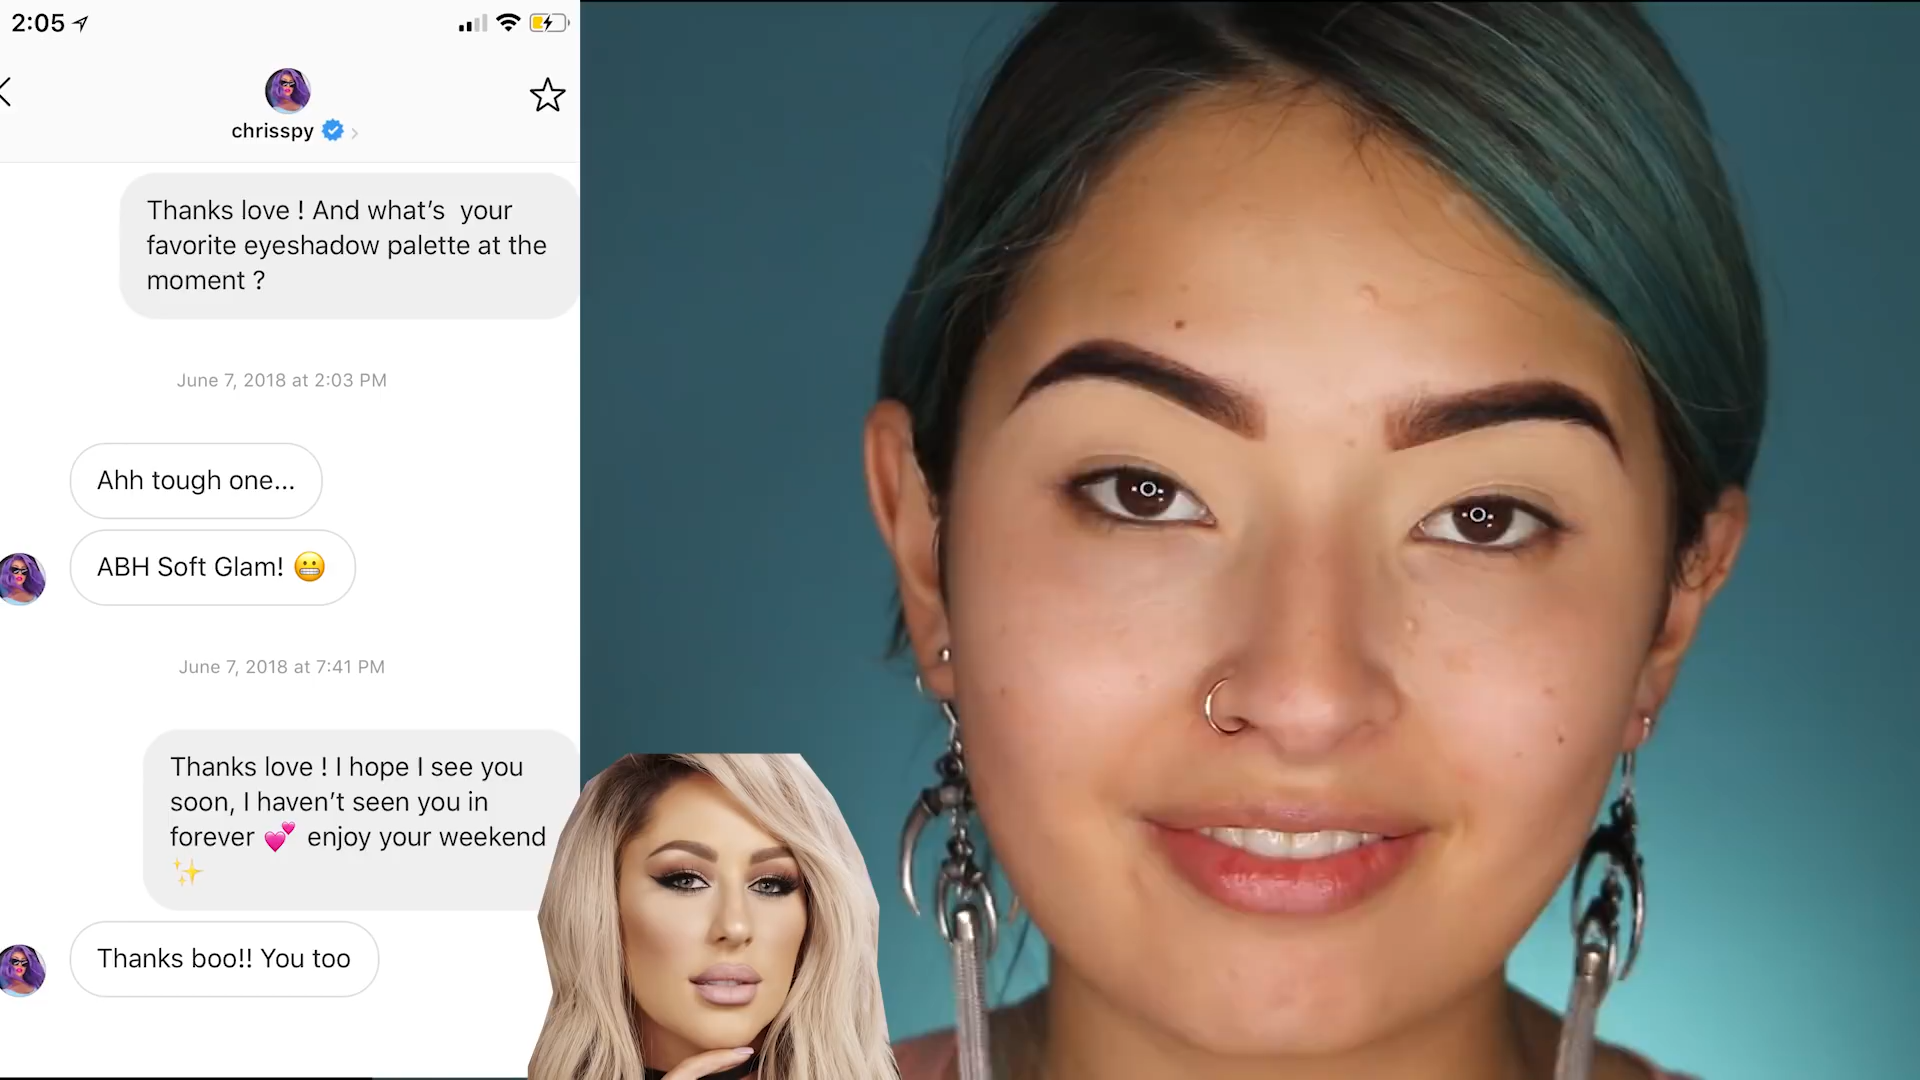 2:05
chrisspy
Thanks love ! And what’s your
favorite eyeshadow palette at the
moment ?
June 7, 2018 at 2:03 PM
Ahh tough one...
ABH Soft Glam! 😬
June 7, 2018 at 7:41 PM
Thanks love ! I hope I see you
soon, I haven’t seen you in
forever 💕 enjoy your weekend
✨
Thanks boo!! You too